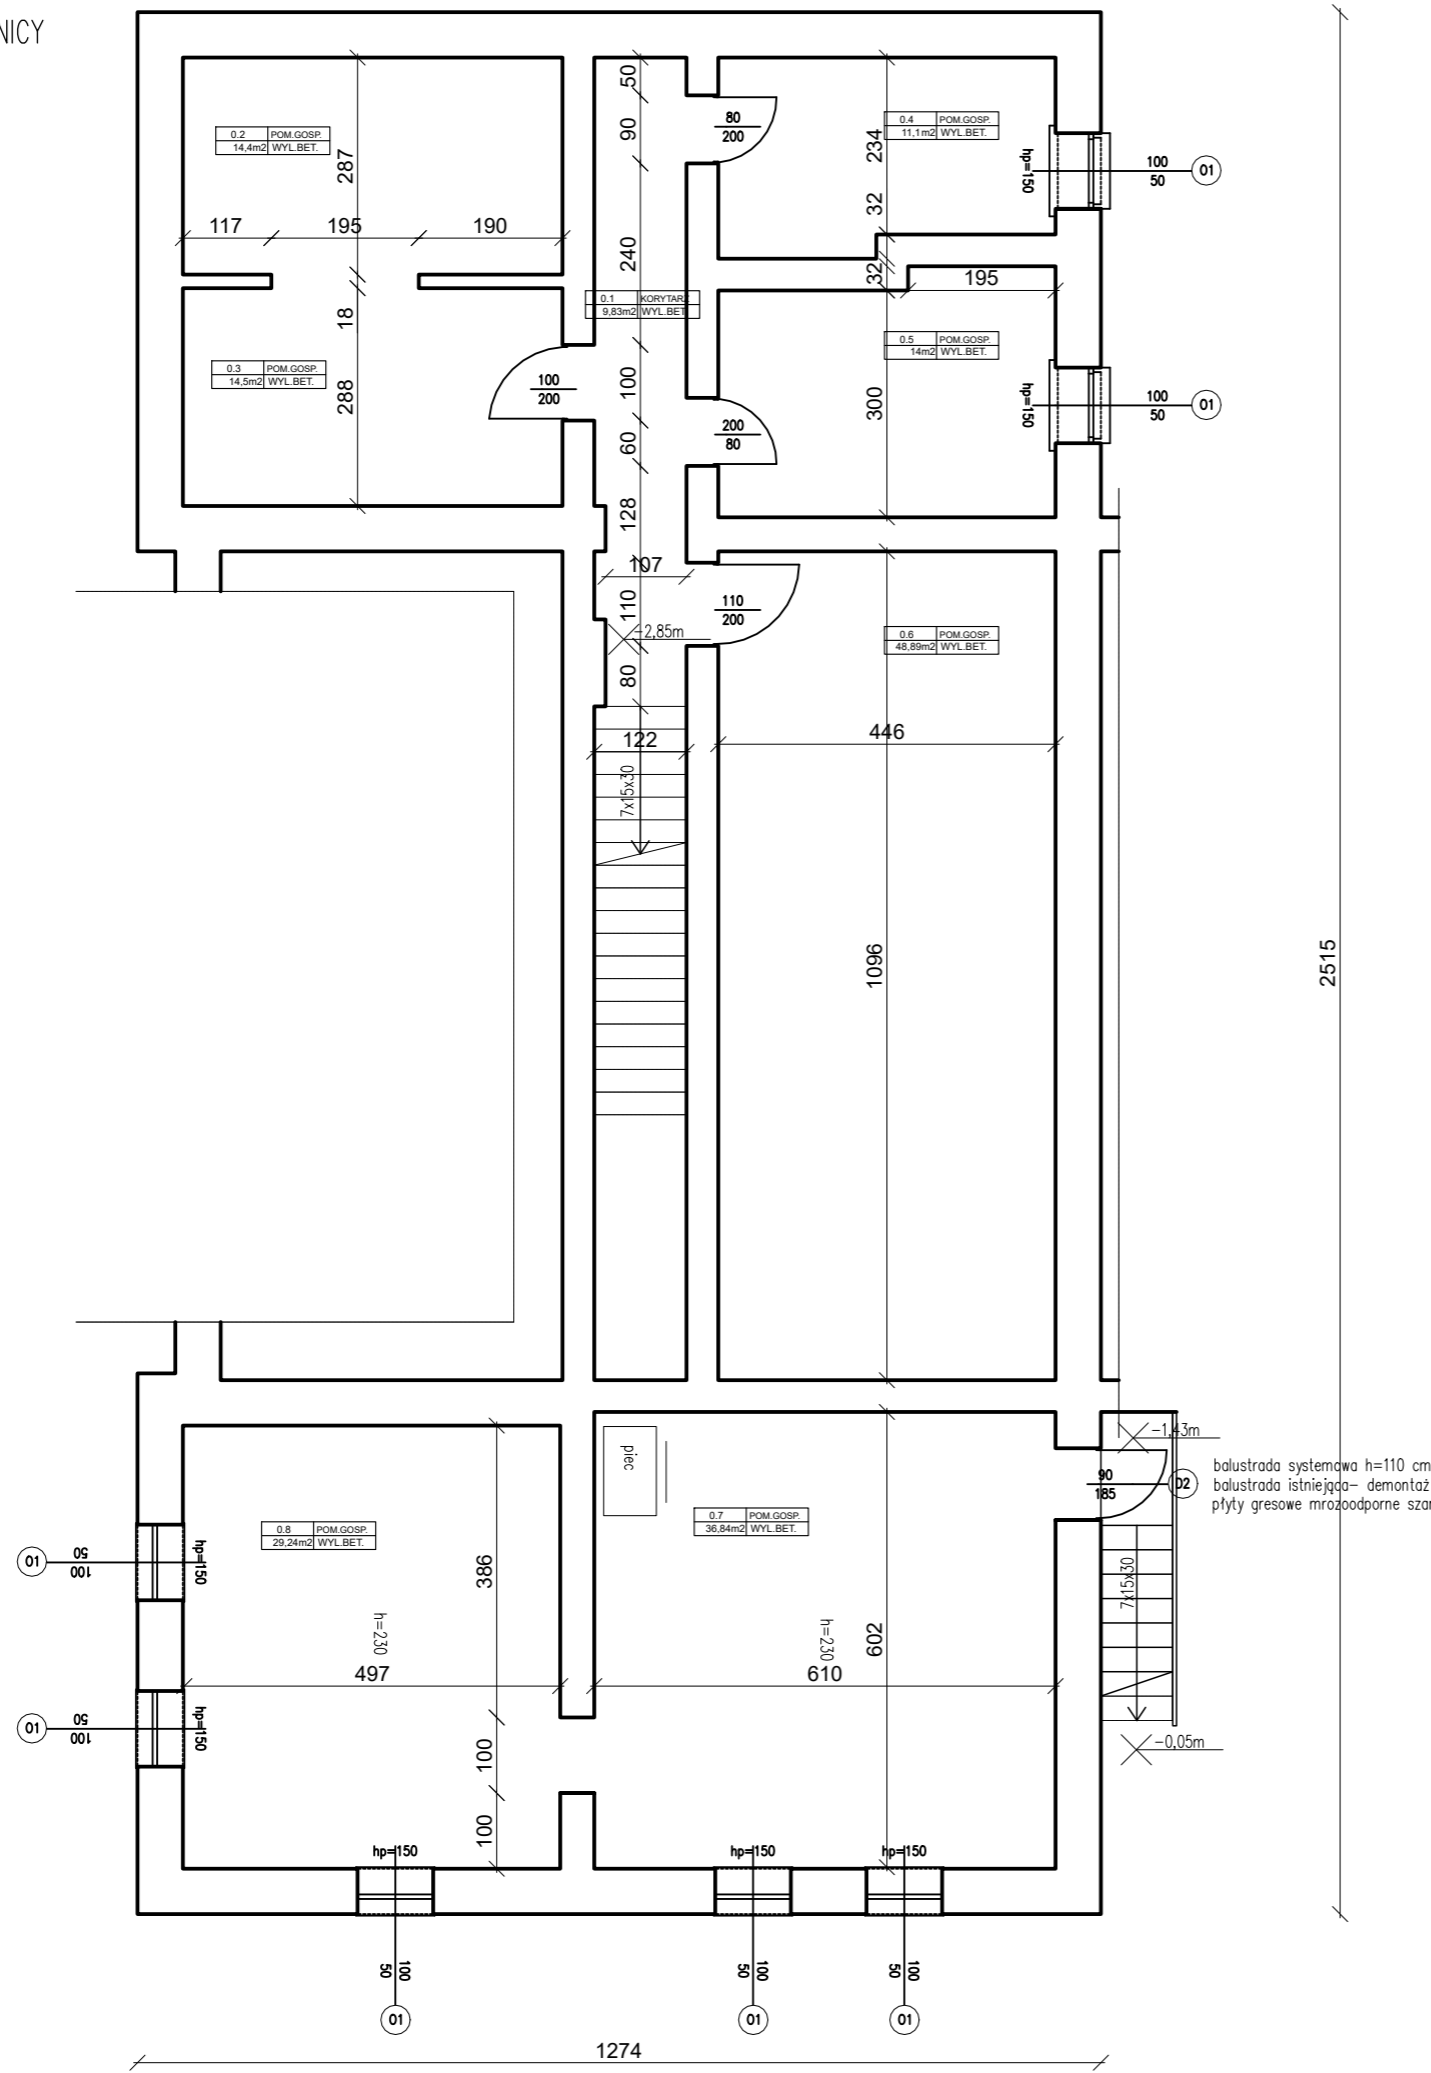 NICY
0.2 POM.GOSP.
14,4m2 WYL.BET.
287
117
195
190
18
0.3 POM.GOSP.
14,5m2 WYL.BET.
288
100
200
50
90
240
0.1 KORYTARZ
9,83m2 WYL.BET.
100
60
128
107
110
-2,85m
80
122
7x15x30
80
200
0.4 POM.GOSP.
11,1m2 WYL.BET.
234
32
32
195
hp=150
100
50
O1
0.5 POM.GOSP.
14m2 WYL.BET.
300
200
80
hp=150
100
50
O1
110
200
0.6 POM.GOSP.
48,89m2 WYL.BET.
446
1096
2515
-1,43m
90
185
D2
balustrada systemowa h=110 cm
balustrada istniejąca- demontaż
płyty gresowe mrozoodporne szar
7x15x30
-0,05m
piec
0.7 POM.GOSP.
36,84m2 WYL.BET.
0.8 POM.GOSP.
29,24m2 WYL.BET.
386
602
h=230
h=230
497
610
100
100
O1
50
100
hp=150
O1
50
100
hp=150
hp=150
hp=150
hp=150
100
50
100
50
100
50
O1
O1
O1
1274